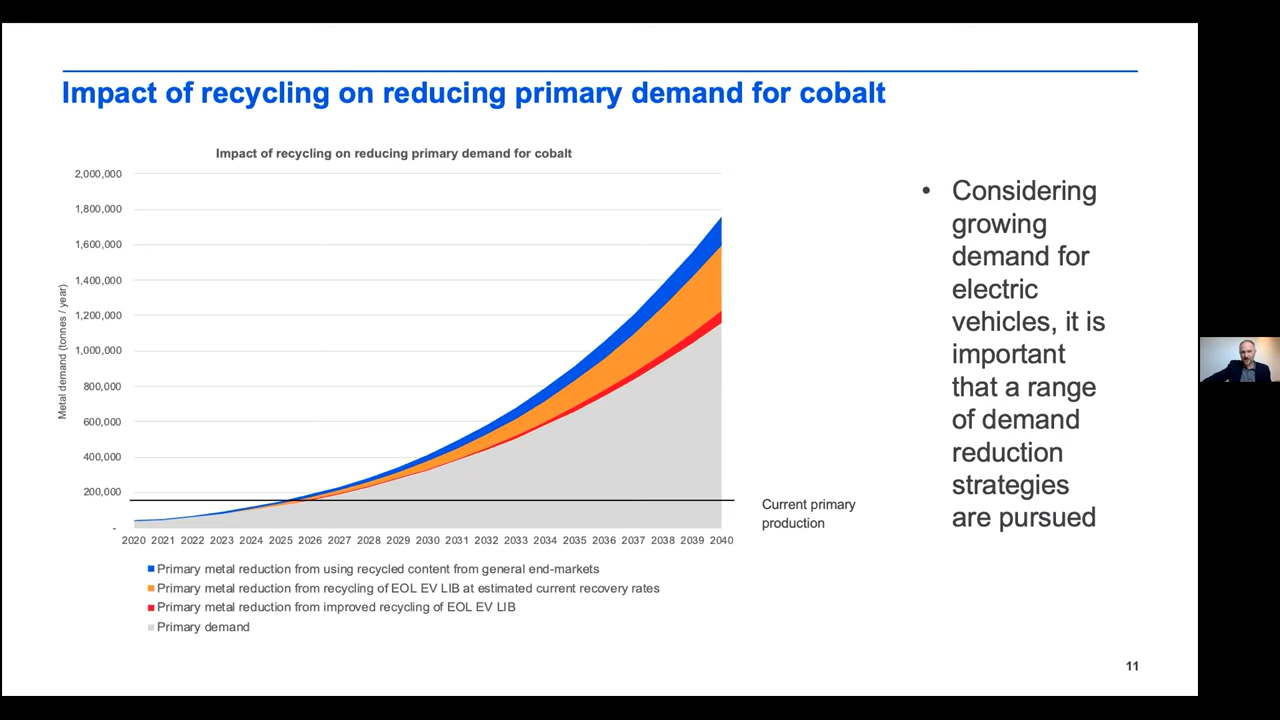 Impact of recycling on reducing primary demand for cobalt
Impact of recycling on reducing primary demand for cobalt
Metal demand (tonnes / year)
2,000,000
1,800,000
1,600,000
1,400,000
1,200,000
1,000,000
800,000
600,000
400,000
200,000
-
2020 2021 2022 2023 2024 2025 2026 2027 2028 2029 2030 2031 2032 2033 2034 2035 2036 2037 2038 2039 2040
Current primary
production
Primary metal reduction from using recycled content from general end-markets
Primary metal reduction from recycling of EOL EV LIB at estimated current recovery rates
Primary metal reduction from improved recycling of EOL EV LIB
Primary demand
• Considering
growing
demand for
electric
vehicles, it is
important
that a range
of demand
reduction
strategies
are pursued
11